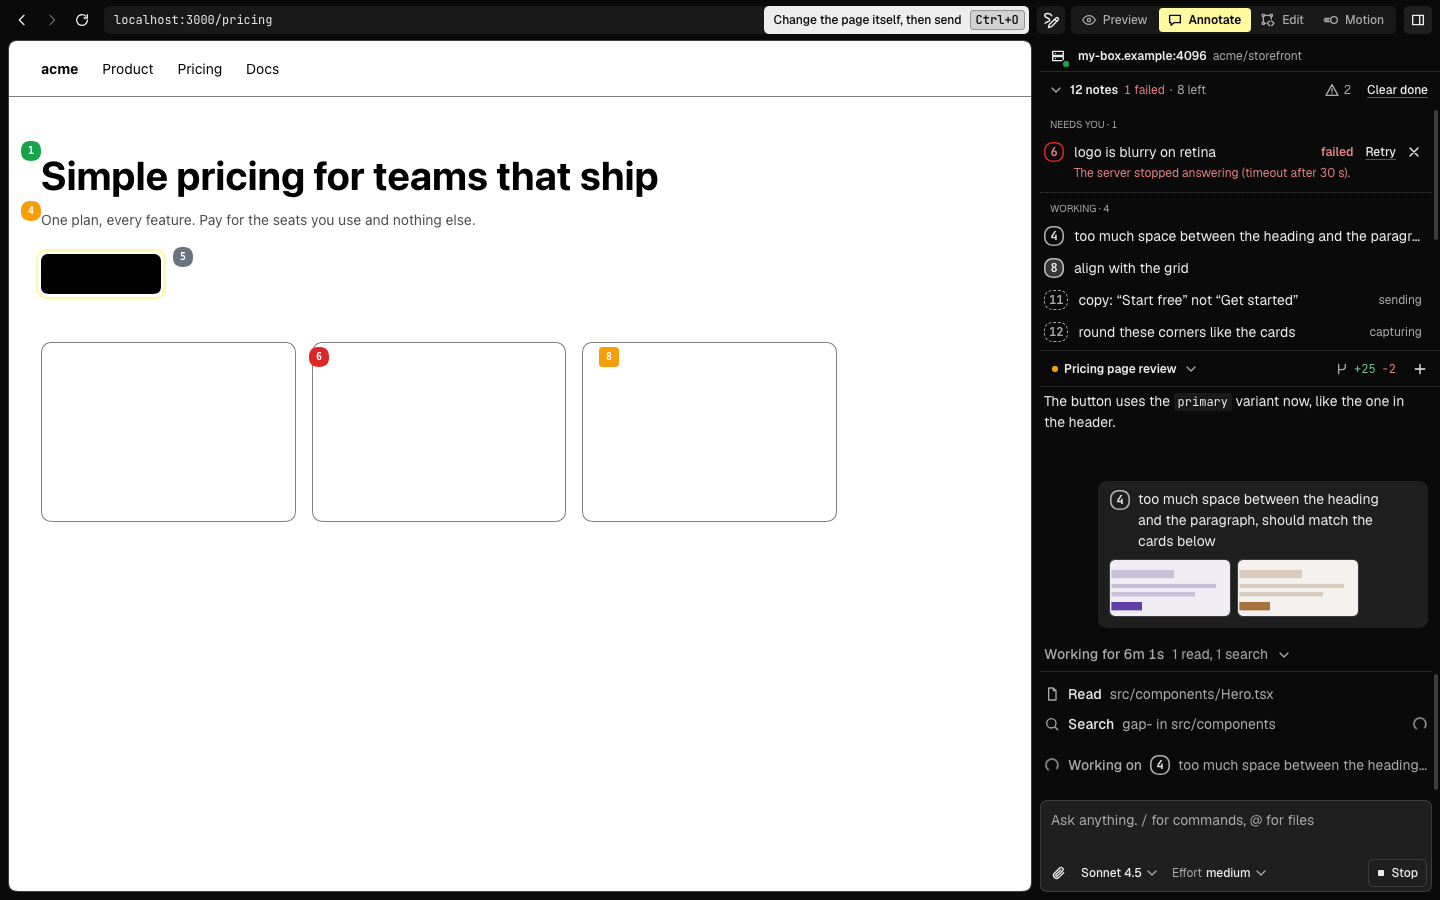 localhost:3000/pricing
Change the page itself, then send Ctrl+O
Preview Annotate Edit Motion
acme Product Pricing Docs
1
Simple pricing for teams that ship
4
One plan, every feature. Pay for the seats you use and nothing else.
5
6
8
my-box.example:4096 acme/storefront
12 notes 1 failed · 8 left 2 Clear done
NEEDS YOU · 1
6 logo is blurry on retina failed Retry
The server stopped answering (timeout after 30 s).
WORKING · 4
4 too much space between the heading and the paragr...
8 align with the grid
11 copy: “Start free” not “Get started” sending
12 round these corners like the cards capturing
Pricing page review +25 -2
The button uses the primary variant now, like the one in
the header.
4 too much space between the heading
and the paragraph, should match the
cards below
Working for 6m 1s 1 read, 1 search
Read src/components/Hero.tsx
Search gap- in src/components
Working on 4 too much space between the heading...
Ask anything. / for commands, @ for files
Sonnet 4.5 Effort medium Stop